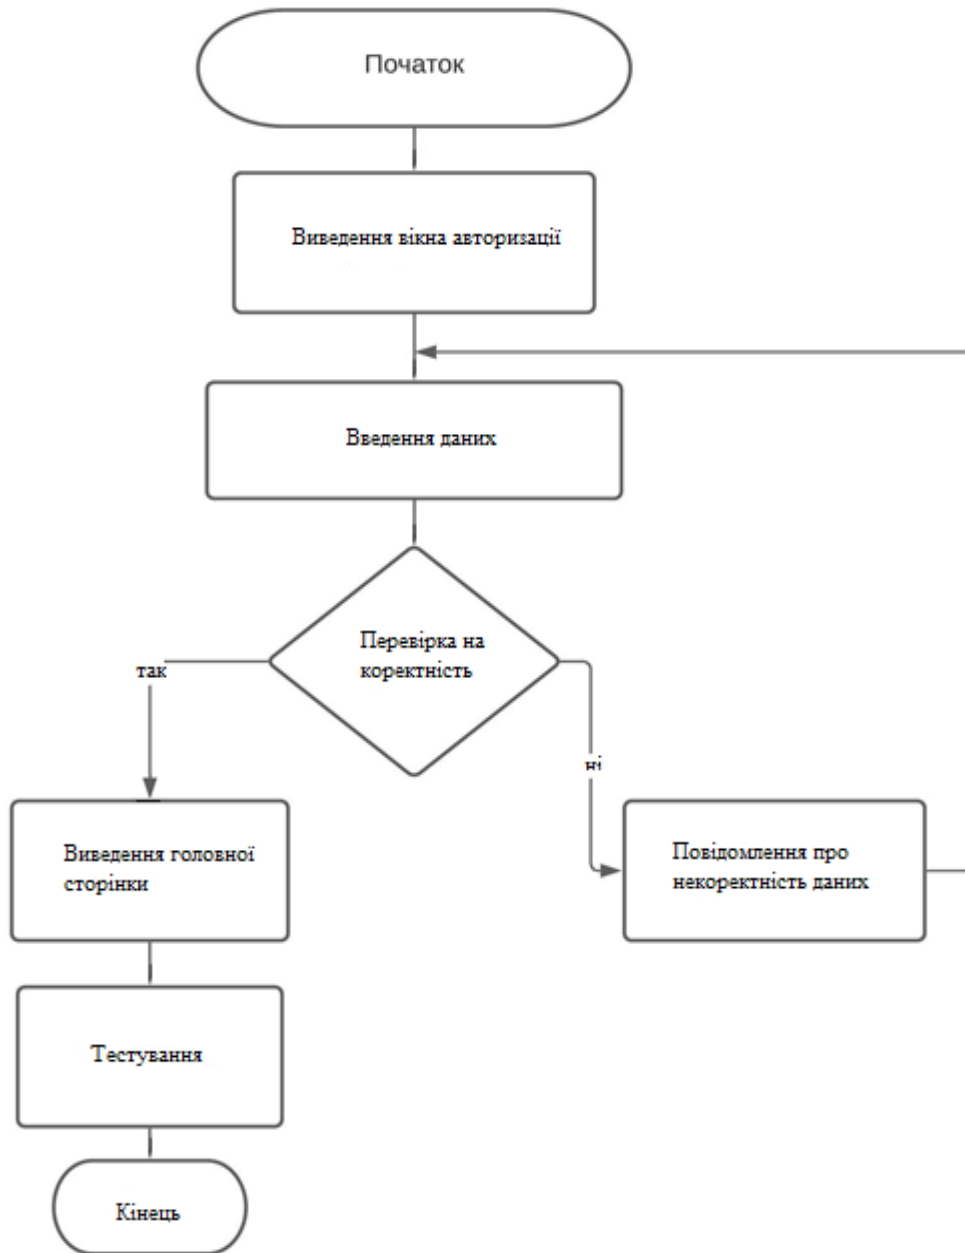 Початок
Виведення вікна авторизації
Введення даних
Перевірка на
коректність
так
ні
Виведення головної
сторінки
Повідомлення про
некоректність даних
Тестування
Кінець